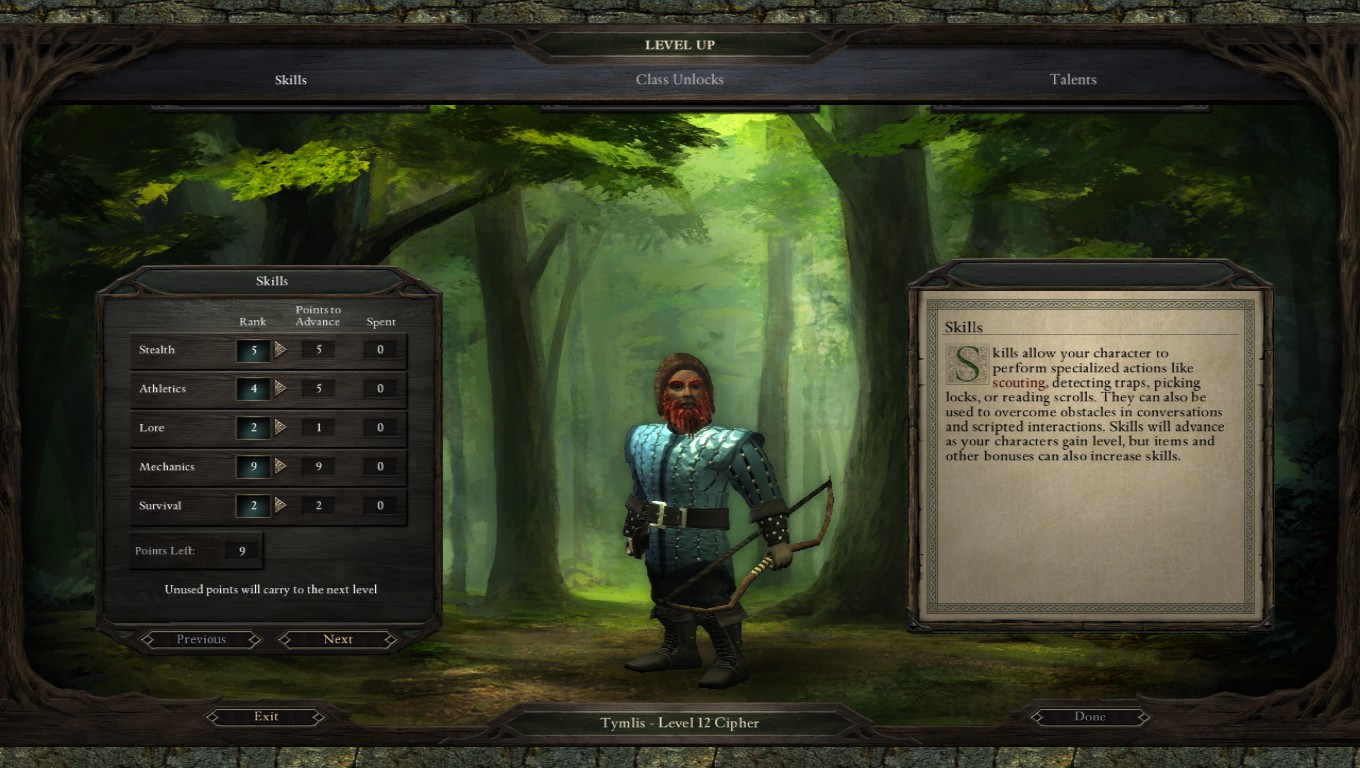 LEVEL UP
Skills
Class Unlocks
Talents
Skills
Rank
Points to
Advance
Spent
Stealth 5 5 0
Athletics 4 5 0
Lore 2 1 0
Mechanics 9 9 0
Survival 2 2 0
Points Left: 9
Unused points will carry to the next level
Previous
Next
Skills
Skills allow your character to
perform specialized actions like
scouting, detecting traps, picking
locks, or reading scrolls. They can also be
used to overcome obstacles in conversations
and scripted interactions. Skills will advance
as your characters gain level, but items and
other bonuses can also increase skills.
Exit
Tymlis - Level 12 Cipher
Done